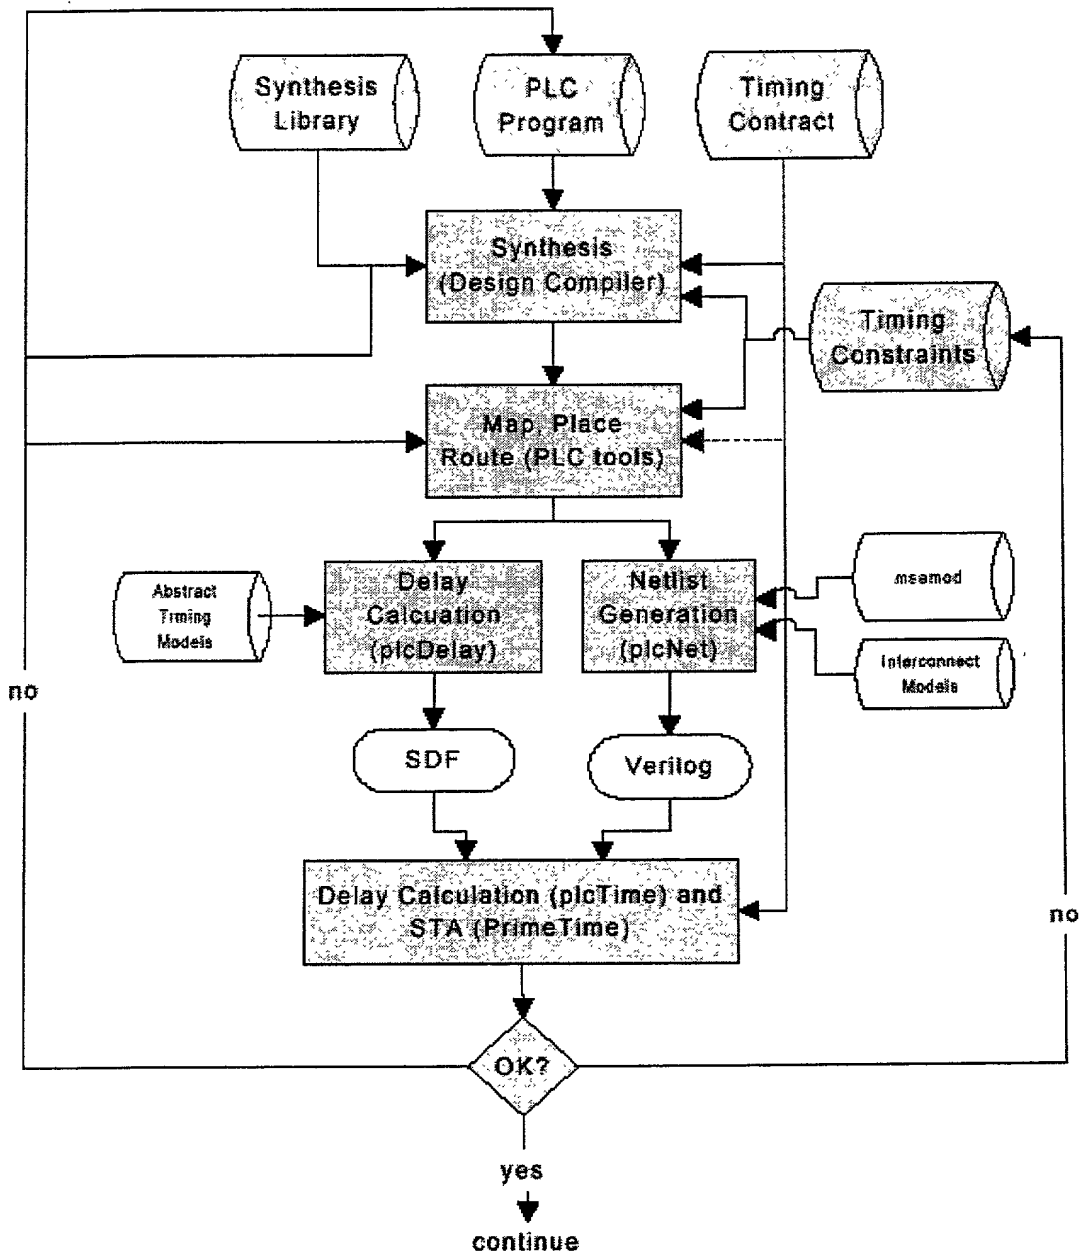 Synthesis
Library
PLC
Program
Timing
Contract
Synthesis
(Design Compiler)
Timing
Constraints
Map, Place
Route (PLC tools)
Abstract
Timing
Models
Delay
Calcuation
(plcDelay)
Netlist
Generation
(plcNet)
.msemod
Interconnect
Models
no
SDF
Verilog
Delay Calculation (plcTime) and
STA (PrimeTime)
no
OK?
yes
continue